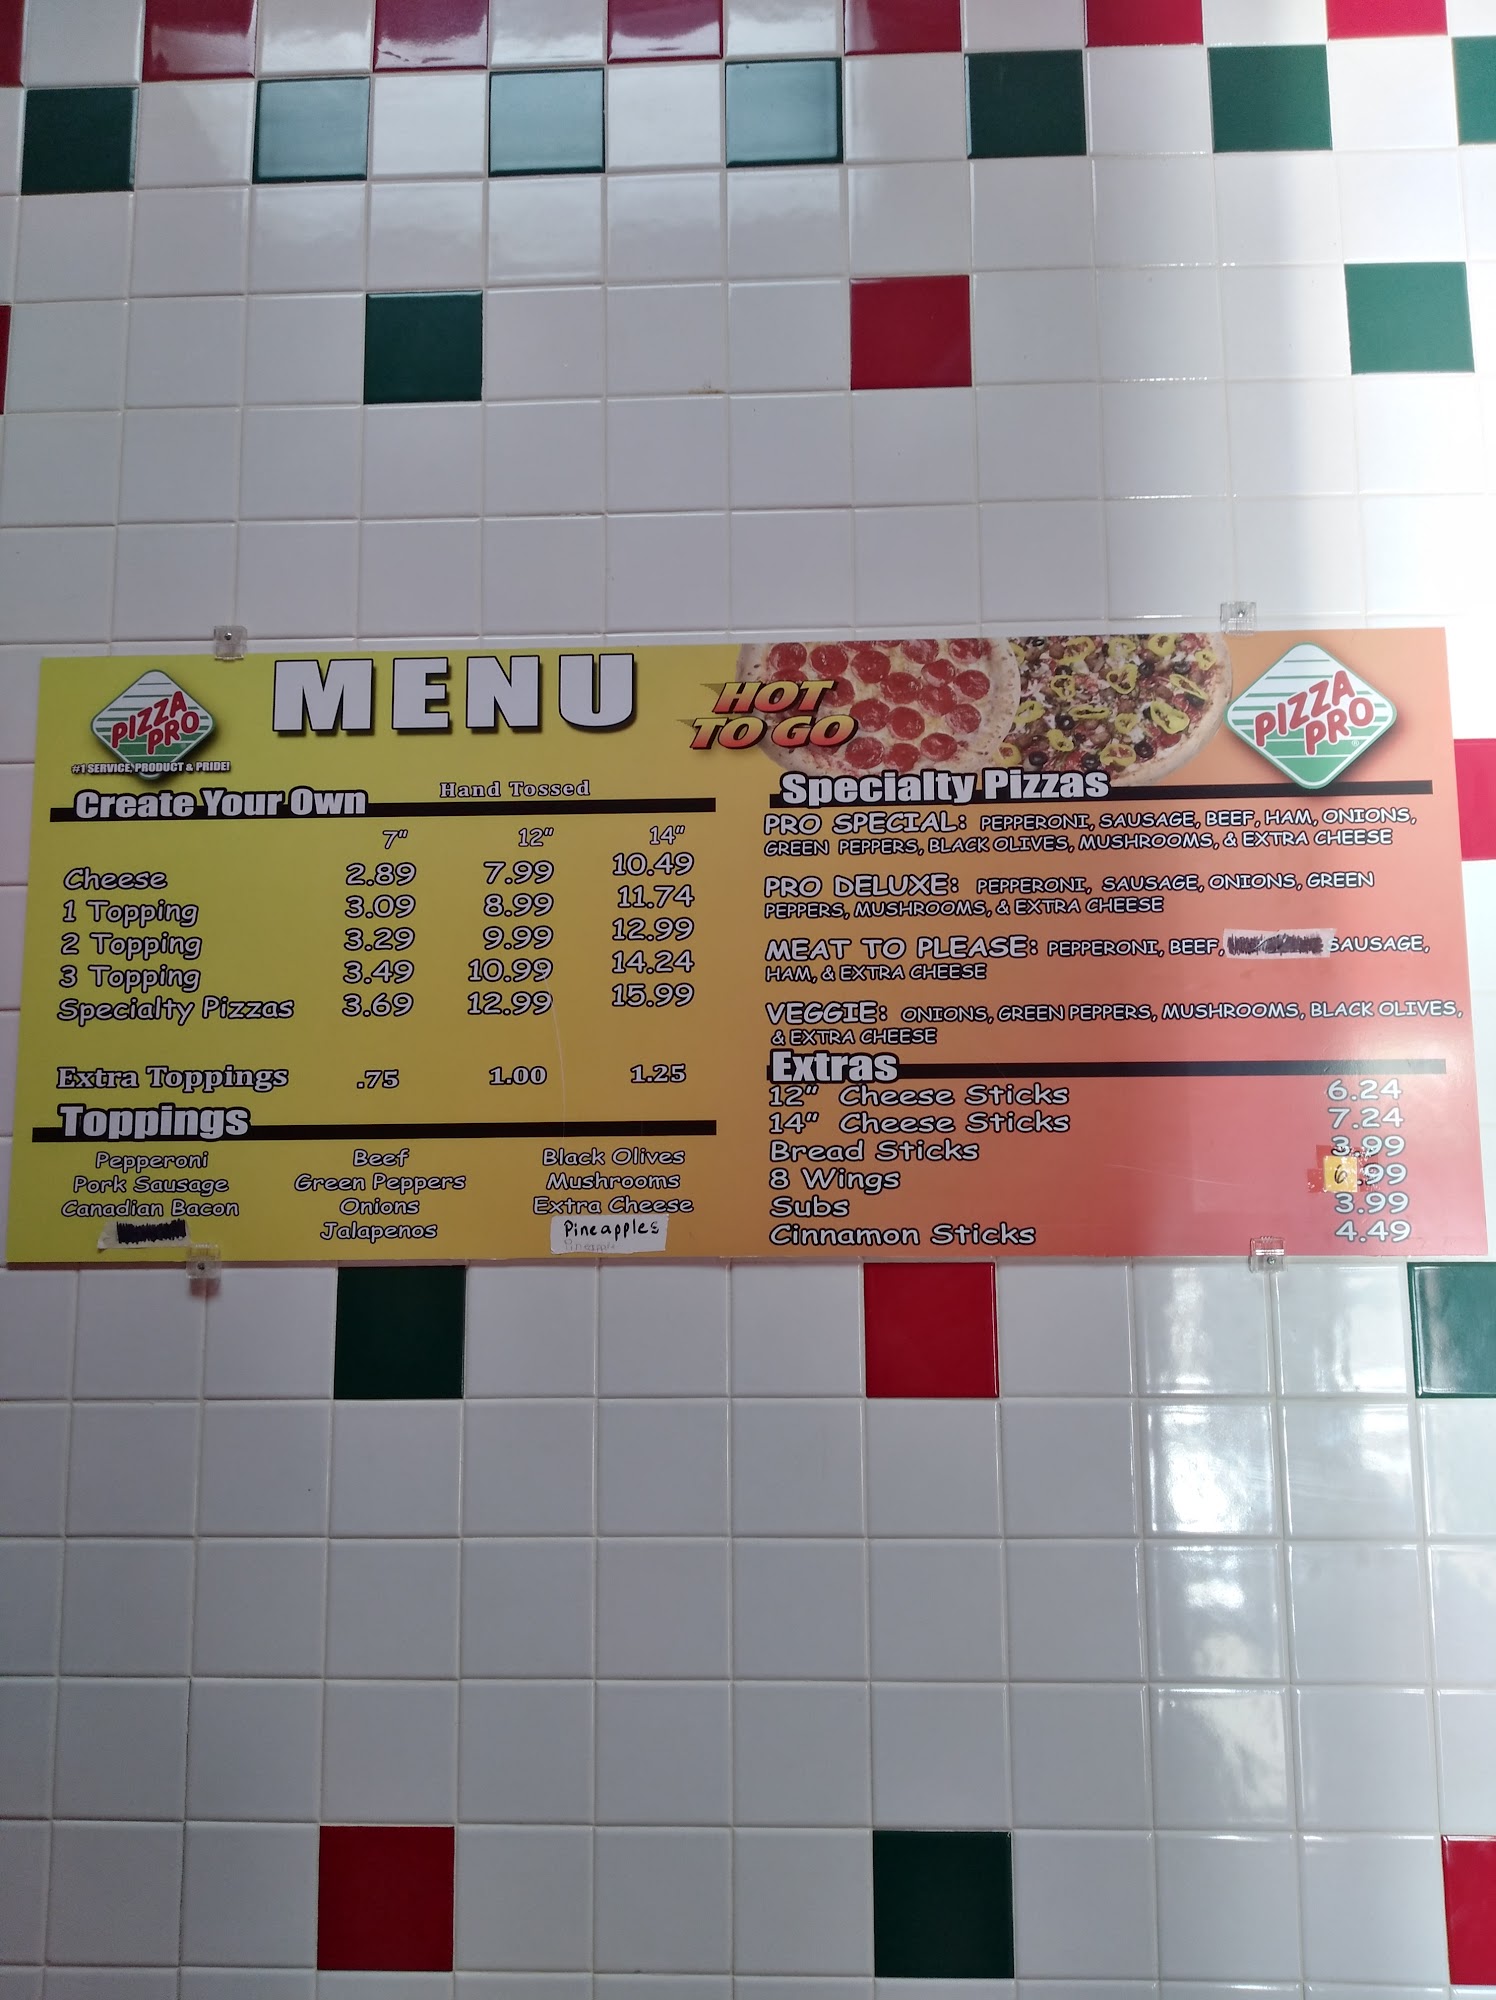 PIZZA
PRO
#1 SERVICE, PRODUCT & PRIDE!
MENU
HOT
TO GO
PIZZA
PRO®
Create Your Own Hand Tossed
7" 12" 14"
Cheese 2.89 7.99 10.49
1 Topping 3.09 8.99 11.74
2 Topping 3.29 9.99 12.99
3 Topping 3.49 10.99 14.24
Specialty Pizzas 3.69 12.99 15.99
Extra Toppings .75 1.00 1.25
Toppings
Pepperoni Beef Black Olives
Pork Sausage Green Peppers Mushrooms
Canadian Bacon Onions Extra Cheese
Jalapenos Pineapples
Specialty Pizzas
PRO SPECIAL: PEPPERONI, SAUSAGE, BEEF, HAM, ONIONS,
GREEN PEPPERS, BLACK OLIVES, MUSHROOMS, & EXTRA CHEESE
PRO DELUXE: PEPPERONI, SAUSAGE, ONIONS, GREEN
PEPPERS, MUSHROOMS, & EXTRA CHEESE
MEAT TO PLEASE: PEPPERONI, BEEF, SAUSAGE,
HAM, & EXTRA CHEESE
VEGGIE: ONIONS, GREEN PEPPERS, MUSHROOMS, BLACK OLIVES,
& EXTRA CHEESE
Extras
12" Cheese Sticks 6.24
14" Cheese Sticks 7.24
Bread Sticks 3.99
8 Wings 6.99
Subs 3.99
Cinnamon Sticks 4.49